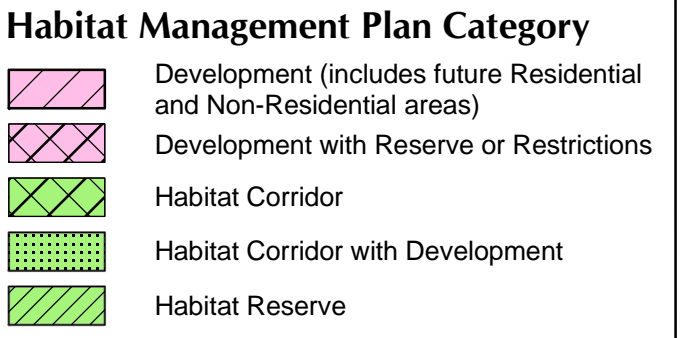 Habitat Management Plan Category
Development (includes future Residential
and Non-Residential areas)
Development with Reserve or Restrictions
Habitat Corridor
Habitat Corridor with Development
Habitat Reserve